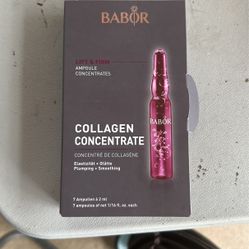 BABOR
LIFT & FIRM
AMPOULE
CONCENTRATES
BABOR
COLLAGEN
CONCENTRATE
CONCENTRÉ DE COLLAGÈNE
Elastizität + Glätte
Plumping + Smoothing
7 Ampullen à 2 ml
7 ampoules of net 1/16 fl. oz. each